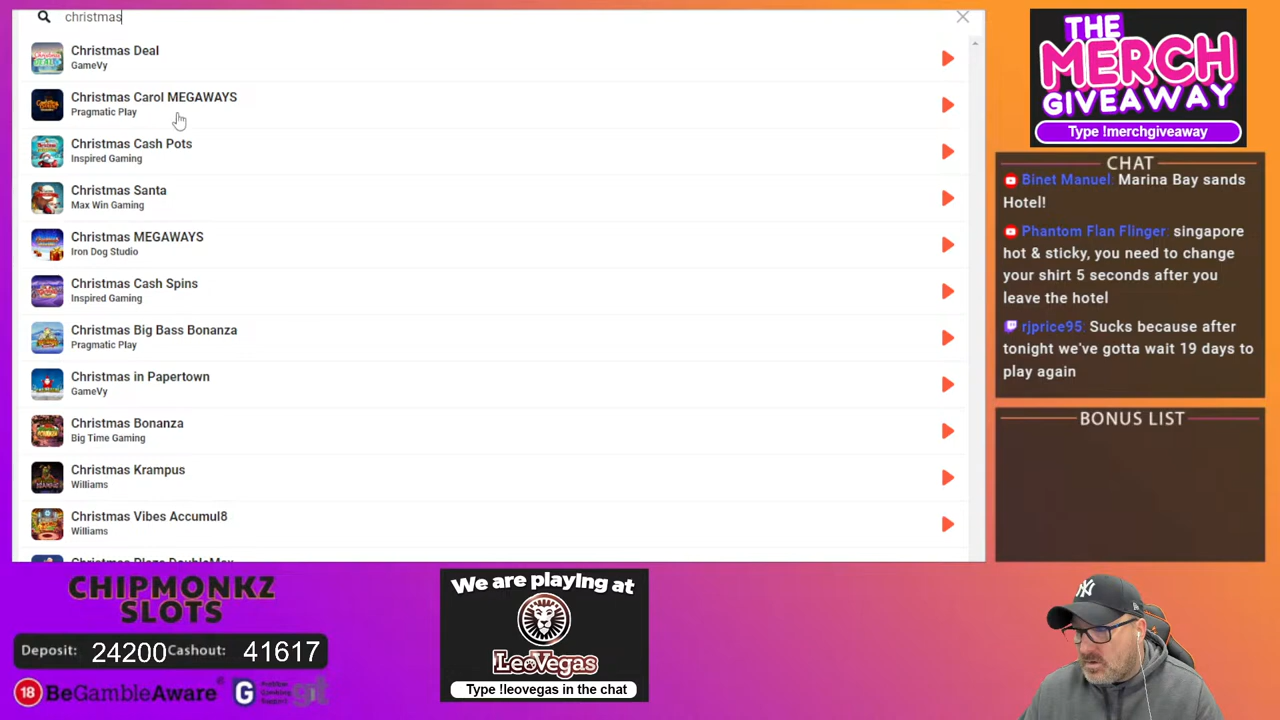 christmas
Christmas Deal
GameVy
Christmas Carol MEGAWAYS
Pragmatic Play
Christmas Cash Pots
Inspired Gaming
Christmas Santa
Max Win Gaming
Christmas MEGAWAYS
Iron Dog Studio
Christmas Cash Spins
Inspired Gaming
Christmas Big Bass Bonanza
Pragmatic Play
Christmas in Papertown
GameVy
Christmas Bonanza
Big Time Gaming
Christmas Krampus
Williams
Christmas Vibes Accumul8
Williams
THE
MERCH
GIVEAWAY
Type !merchgiveaway
CHAT
Binet Manuel: Marina Bay sands
Hotel!
Phantom Flan Flinger: singapore
hot & sticky, you need to change
your shirt 5 seconds after you
leave the hotel
rjprice95: Sucks because after
tonight we've gotta wait 19 days to
play again
BONUS LIST
CHIPMONKZ
SLOTS
Deposit: 24200 Cashout: 41617
18 BeGambleAware
We are playing at
LeoVegas
Type !leovegas in the chat